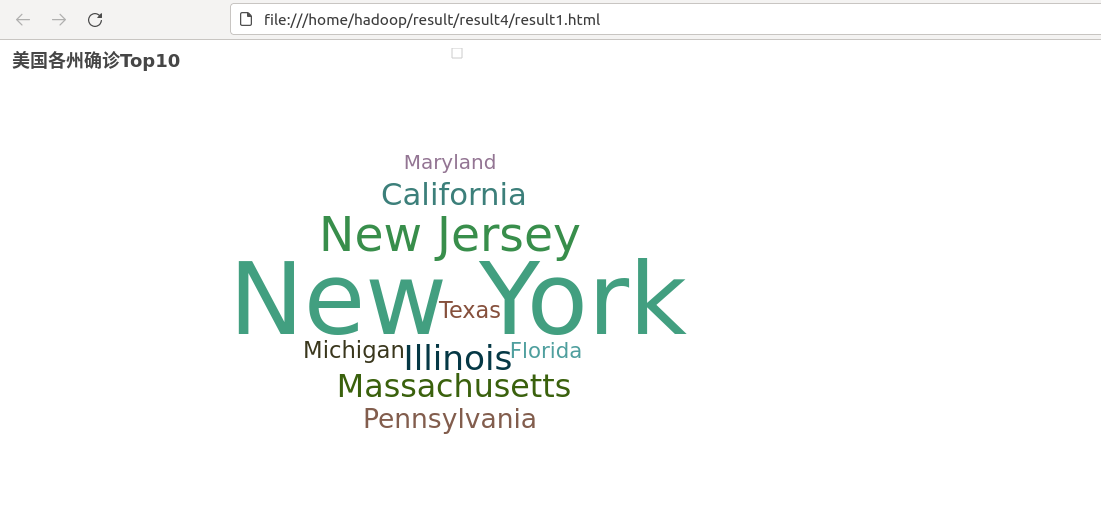 file:///home/hadoop/result/result4/result1.html
美国各州确诊Top10
Maryland
California
New Jersey
New York
Texas
Michigan
Illinois
Florida
Massachusetts
Pennsylvania